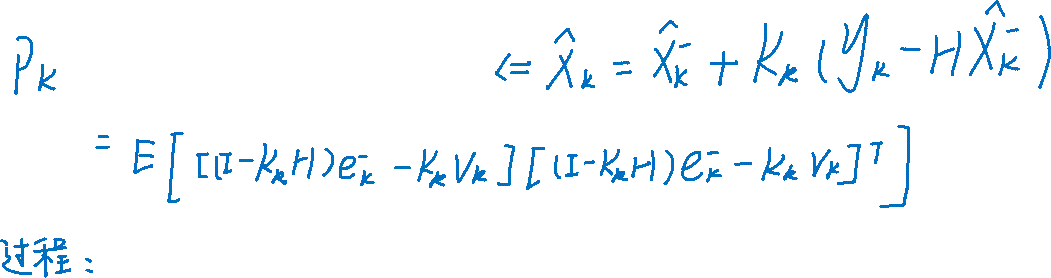 P_k ⇐ X̂_k = X̂_k^- + K_k (y_k - H X̂_k^-)
= E[[(I-K_kH)e_k^- - K_kV_k][(I-K_kH)e_k^- - K_kV_k]^T]
过程：